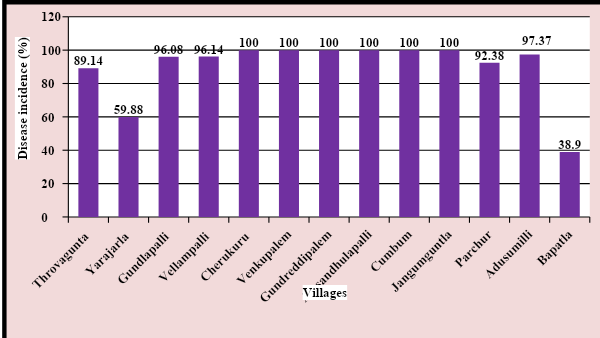 120
100
80
60
40
20
0
Disease incidence (%)
89.14
59.88
96.08
96.14
100
100
100
100
100
100
92.38
97.37
38.9
Throvagunta
Yarajarla
Gundlapalli
Vellampalli
Cherukuru
Venkupalem
Gundreddipalem
Cumbum
Jangumguntla
Parchur
Adusumilli
Bapatla
Villages